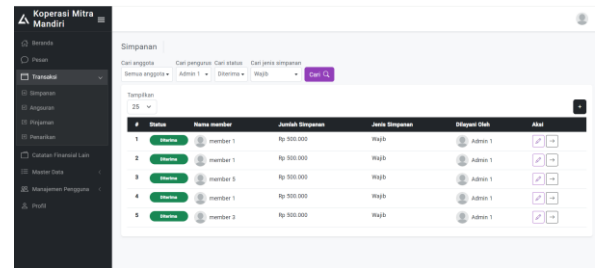 Koperasi Mitra
Mandiri
Beranda
Pesan
Transaksi
Simpanan
Angsuran
Pinjaman
Penarikan
Catatan Finansial Lain
Master Data
Manajemen Pengguna
Profil
Simpanan
Cari anggota Cari pengurus Cari status Cari jenis simpanan
Semua anggota Admin 1 Diterima Wajib Cari
Tampilkan
25
# Status Nama member Jumlah Simpanan Jenis Simpanan Dilayani Oleh Aksi
1 Diterima member 1 Rp 500.000 Wajib Admin 1
2 Diterima member 1 Rp 500.000 Wajib Admin 1
3 Diterima member 5 Rp 500.000 Wajib Admin 1
4 Diterima member 1 Rp 500.000 Wajib Admin 1
5 Diterima member 3 Rp 500.000 Wajib Admin 1